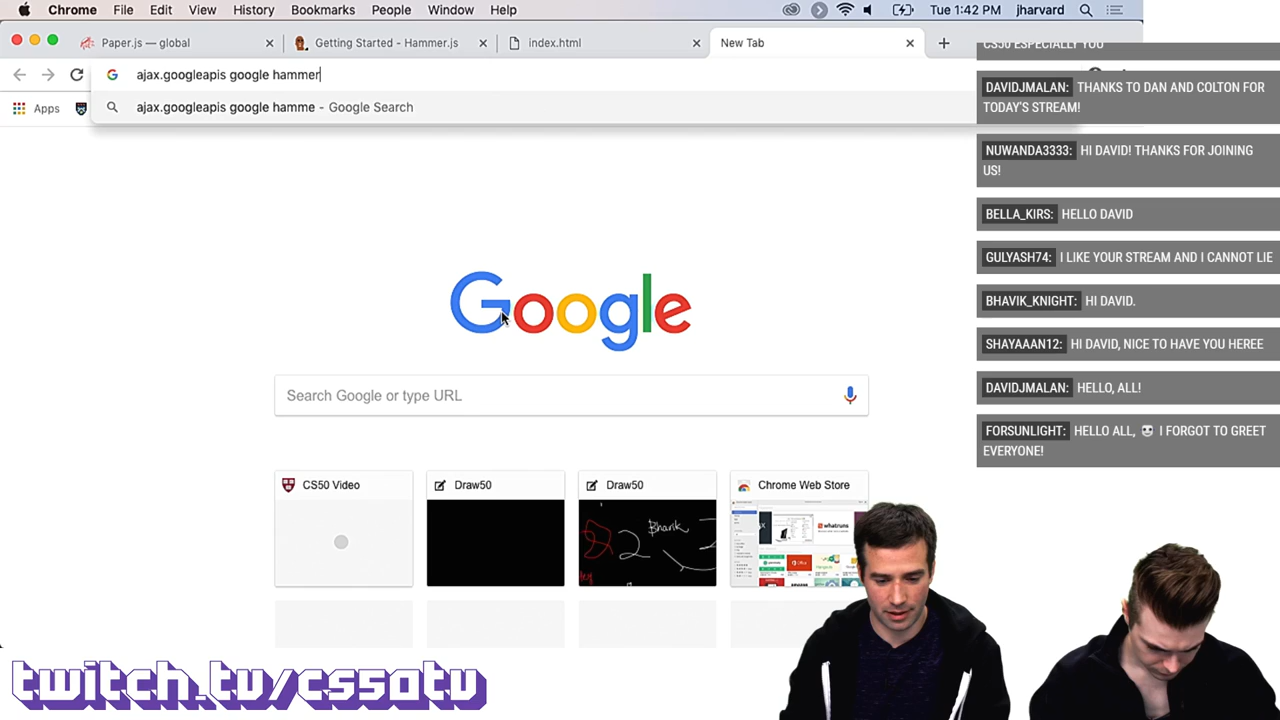 Chrome File Edit View History Bookmarks People Window Help Tue 1:42 PM jharvard
Paper.js — global Getting Started - Hammer.js index.html New Tab
ajax.googleapis google hammer
Apps
ajax.googleapis google hamme - Google Search
Google
Search Google or type URL
CS50 Video Draw50 Draw50 Chrome Web Store
Bhavik
whatruns
CS50 ESPECIALLY YOU
DAVIDJMALAN: THANKS TO DAN AND COLTON FOR
TODAY'S STREAM!
NUWANDA3333: HI DAVID! THANKS FOR JOINING
US!
BELLA_KIRS: HELLO DAVID
GULYASH74: I LIKE YOUR STREAM AND I CANNOT LIE
BHAVIK_KNIGHT: HI DAVID.
SHAYAAAN12: HI DAVID, NICE TO HAVE YOU HEREE
DAVIDJMALAN: HELLO, ALL!
FORSUNLIGHT: HELLO ALL, I FORGOT TO GREET
EVERYONE!
twitch.tv/cs50tv